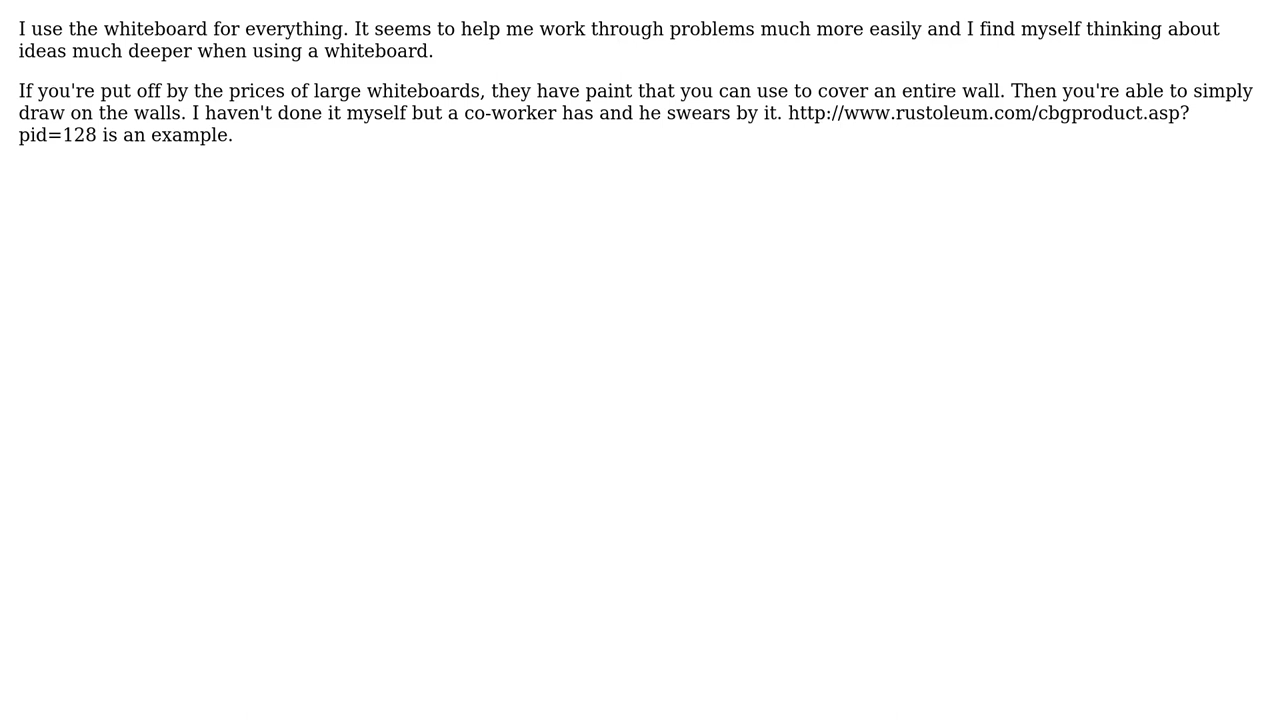 I use the whiteboard for everything. It seems to help me work through problems much more easily and I find myself thinking about
ideas much deeper when using a whiteboard.
If you're put off by the prices of large whiteboards, they have paint that you can use to cover an entire wall. Then you're able to simply
draw on the walls. I haven't done it myself but a co-worker has and he swears by it. http://www.rustoleum.com/cbgproduct.asp?
pid=128 is an example.